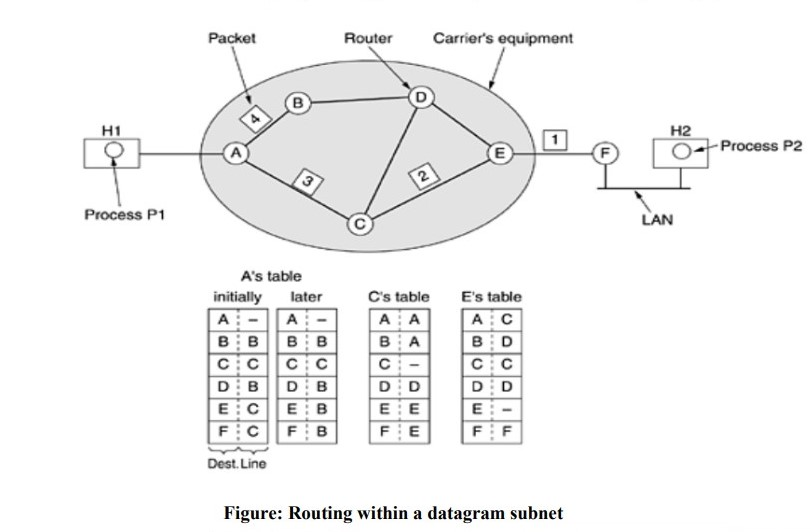 Packet Router Carrier's equipment
B D
4
H1 1 H2
A E F Process P2
3 2
Process P1 C LAN
A's table
initially later C's table E's table
A – A – A A A C
B B B B B A B D
C C C C C – C C
D B D B D D D D
E C E B E E E –
F C F B F E F F
Dest. Line
Figure: Routing within a datagram subnet